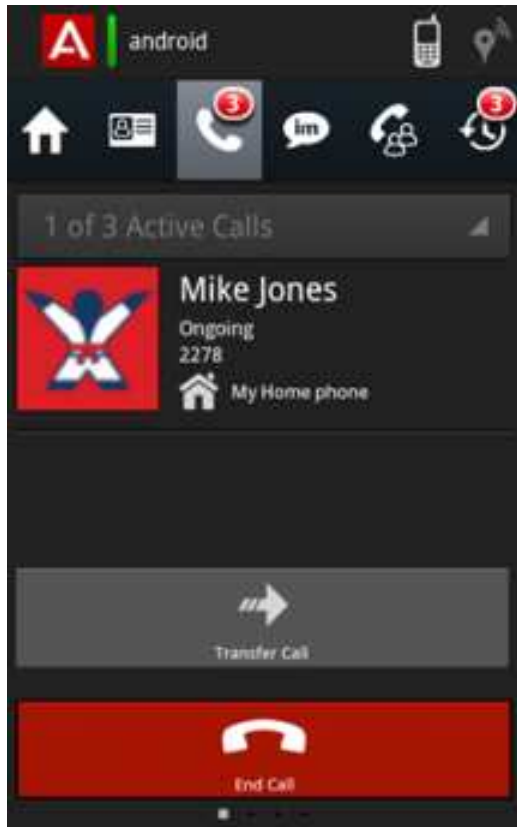 A android
3
im
3
1 of 3 Active Calls
Mike Jones
Ongoing
2278
My Home phone
Transfer Call
End Call